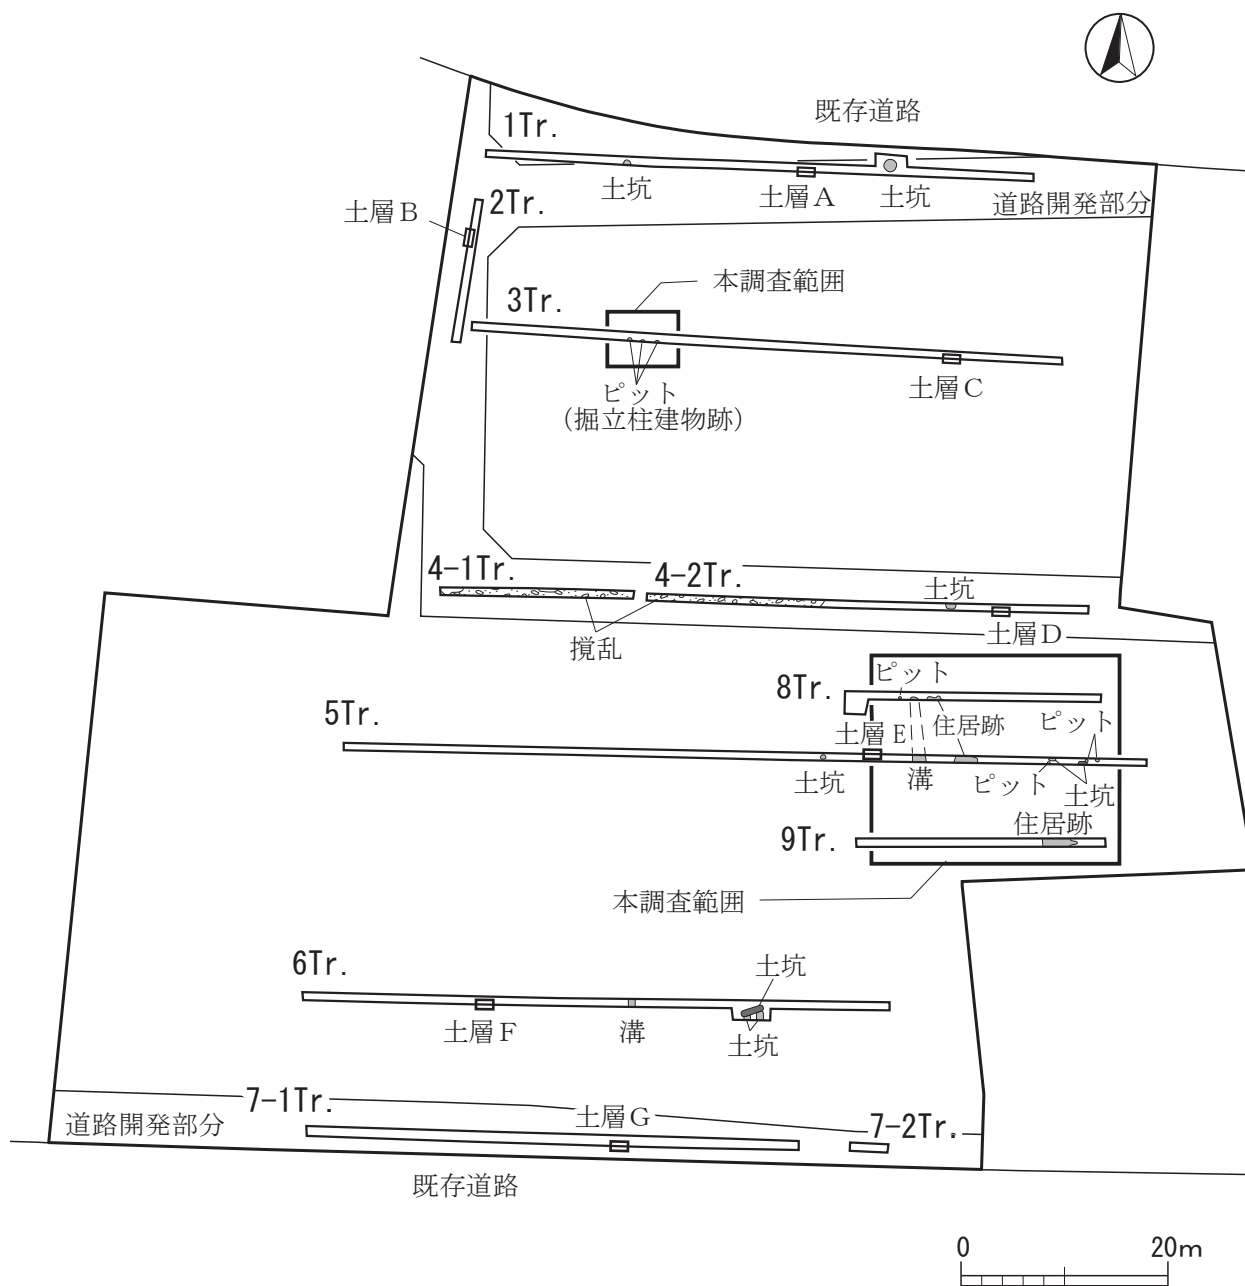 既存道路
1Tr.
土坑
土層A
土坑
道路開発部分
土層B
2Tr.
本調査範囲
3Tr.
土層C
ピット
(掘立柱建物跡)
4-1Tr.
4-2Tr.
土坑
撹乱
土層D
8Tr.
ピット
5Tr.
土層E
住居跡
ピット
土坑
溝
ピット
土坑
9Tr.
住居跡
本調査範囲
6Tr.
土坑
土層F
溝
土坑
7-1Tr.
土層G
7-2Tr.
道路開発部分
既存道路
0 20m